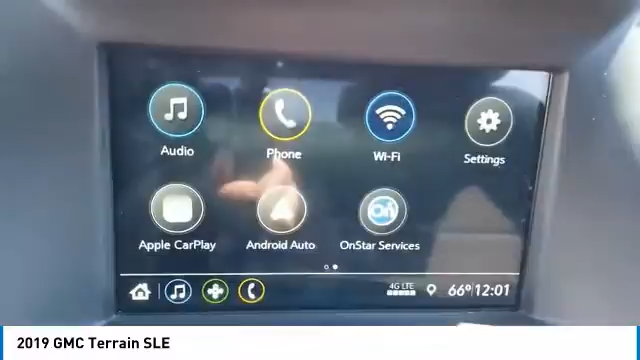 Audio
Phone
Wi-Fi
Settings
Apple CarPlay
Android Auto
On
OnStar Services
4G LTE
66° 12:01
2019 GMC Terrain SLE